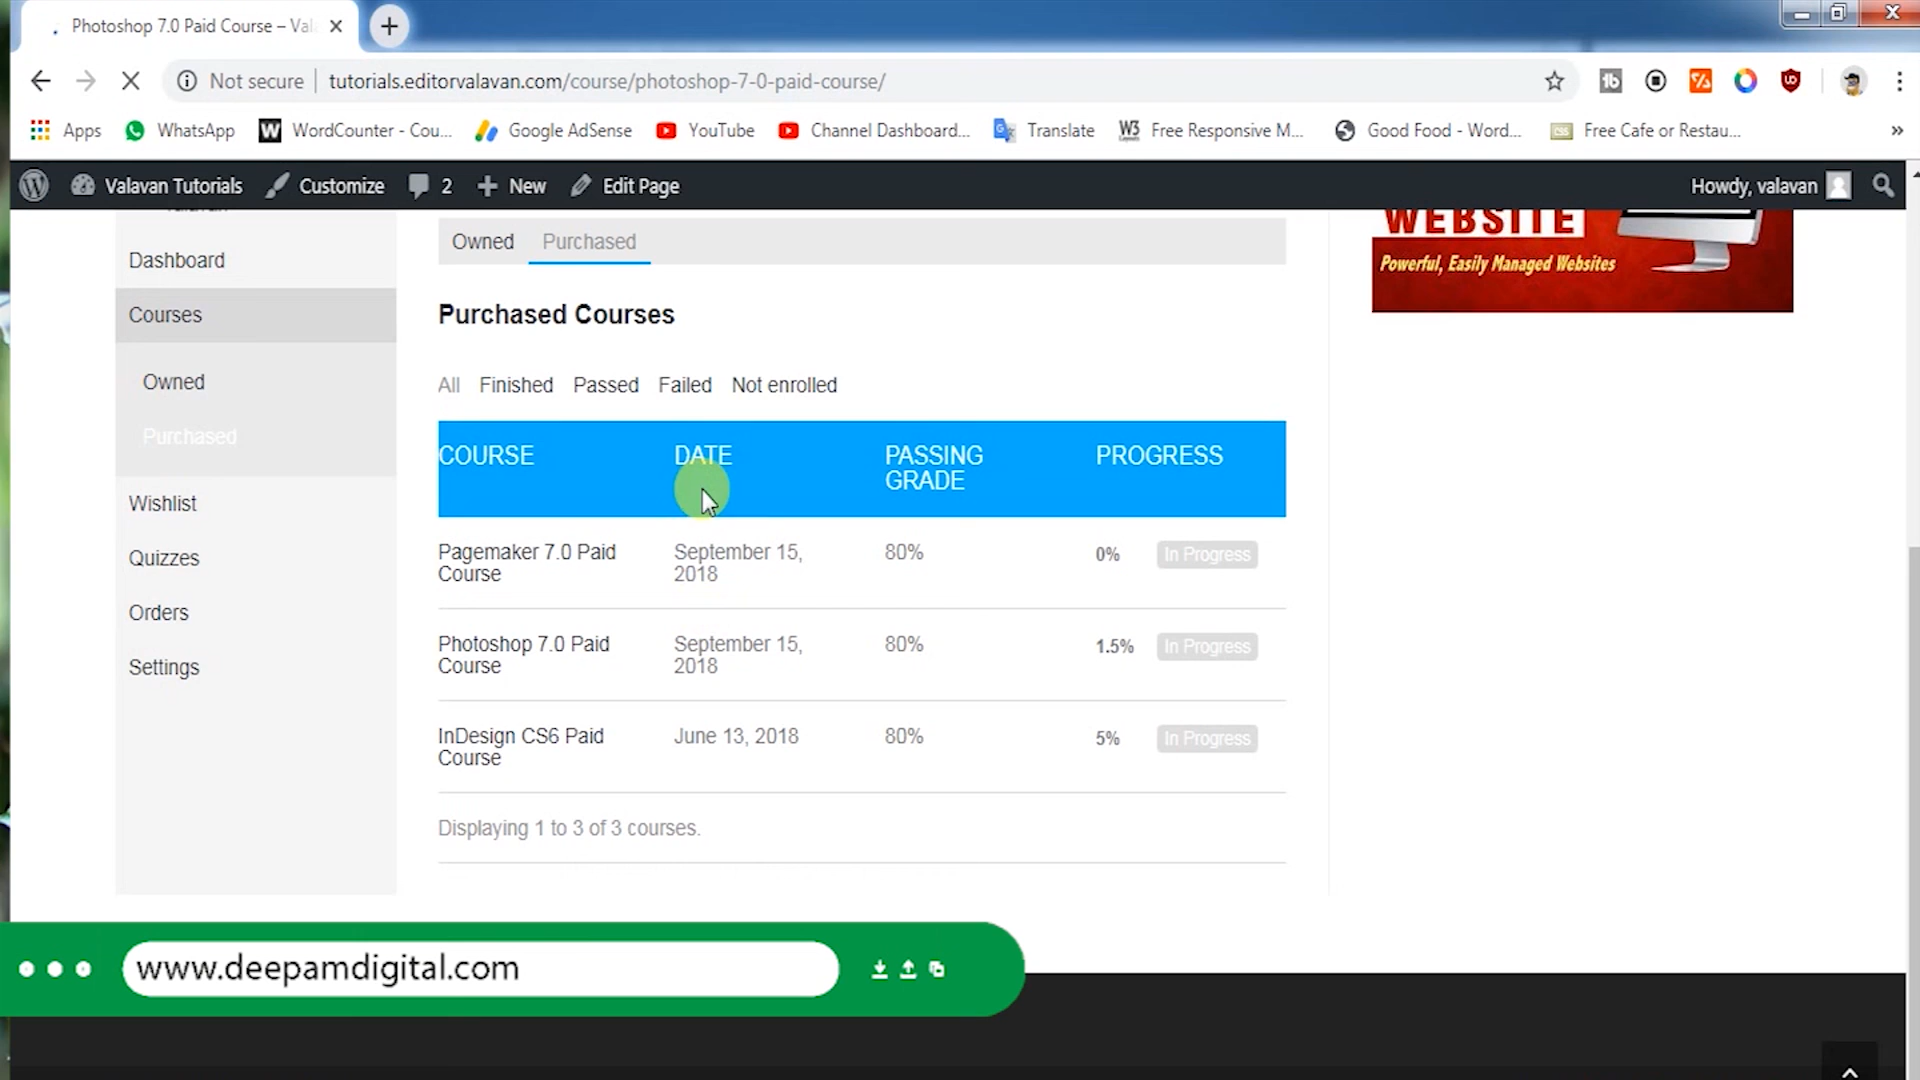 Photoshop 7.0 Paid Course – Val
Not secure
tutorials.editorvalavan.com/course/photoshop-7-0-paid-course/
Apps
WhatsApp
W
WordCounter - Cou...
Google AdSense
YouTube
Channel Dashboard...
Translate
W3
Free Responsive M...
Good Food - Word...
Free Cafe or Restau...
»
Valavan Tutorials
Customize
2
New
Edit Page
Howdy, valavan
Dashboard
Courses
Owned
Purchased
Wishlist
Quizzes
Orders
Settings
Owned
Purchased
Purchased Courses
All
Finished
Passed
Failed
Not enrolled
COURSE
DATE
PASSING
GRADE
PROGRESS
Pagemaker 7.0 Paid
Course
September 15,
2018
80%
0%
In Progress
Photoshop 7.0 Paid
Course
September 15,
2018
80%
1.5%
In Progress
InDesign CS6 Paid
Course
June 13, 2018
80%
5%
In Progress
Displaying 1 to 3 of 3 courses.
WEBSITE
Powerful, Easily Managed Websites
www.deepamdigital.com